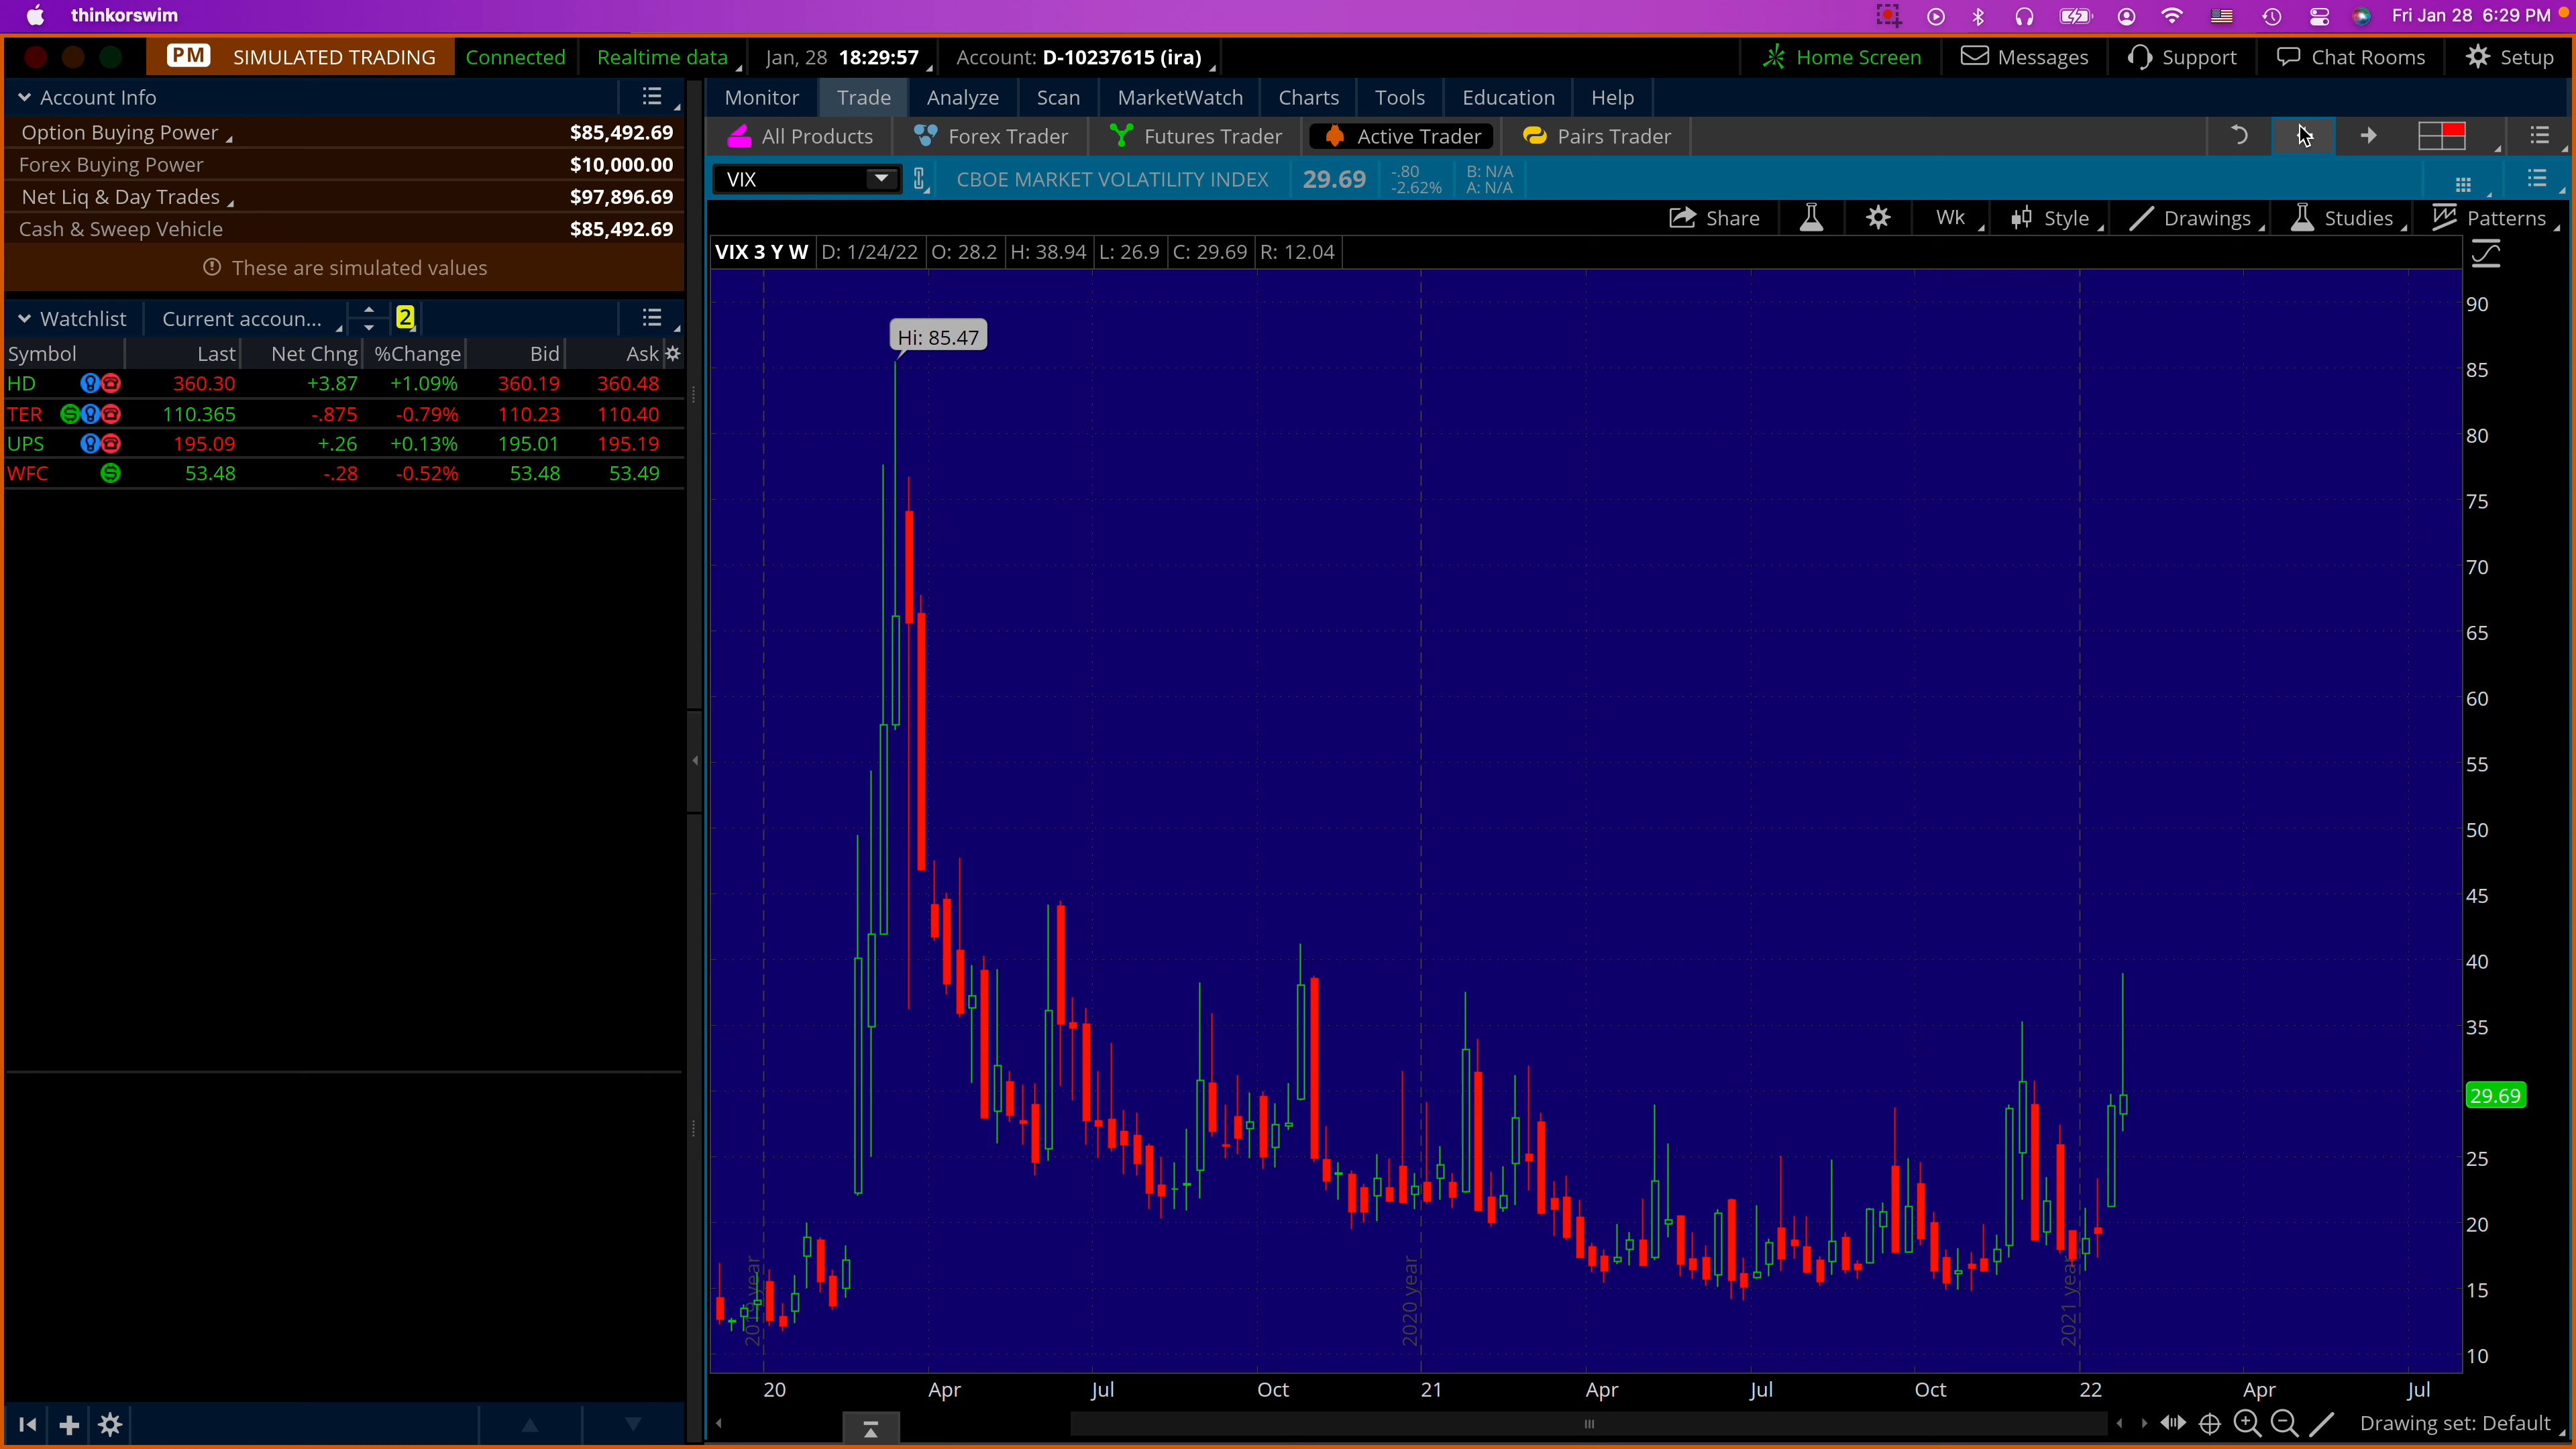 thinkorswim Fri Jan 28 6:29 PM
PM SIMULATED TRADING Connected Realtime data Jan, 28 18:29:57 Account: D-10237615 (ira) Home Screen Messages Support Chat Rooms Setup
Account Info
Option Buying Power $85,492.69
Forex Buying Power $10,000.00
Net Liq & Day Trades $97,896.69
Cash & Sweep Vehicle $85,492.69
These are simulated values
Watchlist Current accoun... 2
Symbol Last Net Chng %Change Bid Ask
HD 360.30 +3.87 +1.09% 360.19 360.48
TER 110.365 -.875 -0.79% 110.23 110.40
UPS 195.09 +.26 +0.13% 195.01 195.19
WFC 53.48 -.28 -0.52% 53.48 53.49
Monitor Trade Analyze Scan MarketWatch Charts Tools Education Help
All Products Forex Trader Futures Trader Active Trader Pairs Trader
VIX CBOE MARKET VOLATILITY INDEX 29.69 -.80 -2.62% B: N/A A: N/A
Share Wk Style Drawings Studies Patterns
VIX 3 Y W D: 1/24/22 O: 28.2 H: 38.94 L: 26.9 C: 29.69 R: 12.04
Hi: 85.47
90
85
80
75
70
65
60
55
50
45
40
35
29.69
25
20
15
10
2019 year
2020 year
2021 year
20 Apr Jul Oct 21 Apr Jul Oct 22 Apr Jul
Drawing set: Default